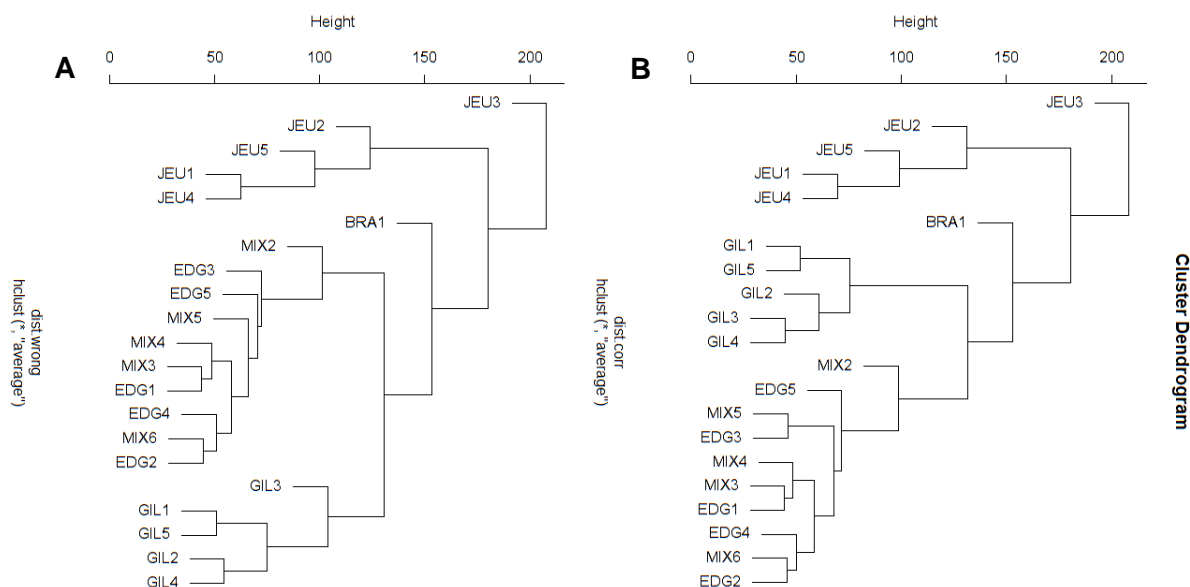 Height
0 50 100 150 200
A
JEU3
JEU2
JEU5
JEU1
JEU4
BRA1
MIX2
EDG3
EDG5
MIX5
MIX4
MIX3
EDG1
EDG4
MIX6
EDG2
GIL3
GIL1
GIL5
GIL2
GIL4
dist.wrong
hclust (*, "average")
Height
0 50 100 150 200
B
JEU3
JEU2
JEU5
JEU1
JEU4
BRA1
GIL1
GIL5
GIL2
GIL3
GIL4
MIX2
EDG5
MIX5
EDG3
MIX4
MIX3
EDG1
EDG4
MIX6
EDG2
dist.corr
hclust (*, "average")
Cluster Dendrogram